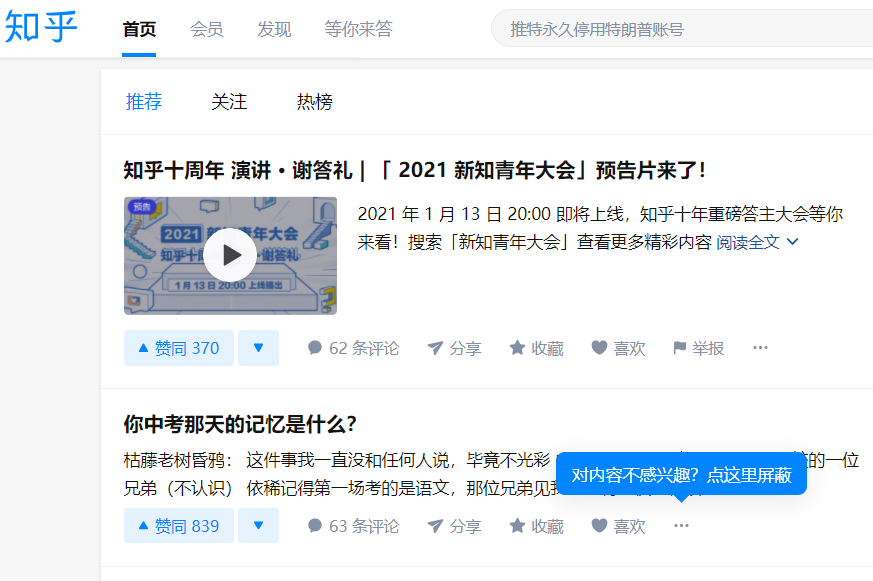 知乎 首页 会员 发现 等你来答 推特永久停用特朗普账号
推荐 关注 热榜
知乎十周年 演讲·谢答礼 | 「 2021 新知青年大会」预告片来了!
预告
2021 年大会
知乎十 谢答礼
1月13日 20:00 上线播出
2021 年 1 月 13 日 20:00 即将上线，知乎十年重磅答主大会等你
来看！搜索「新知青年大会」查看更多精彩内容 阅读全文
赞同 370 62 条评论 分享 收藏 喜欢 举报 ···
你中考那天的记忆是什么？
枯藤老树昏鸦： 这件事我一直没和任何人说，毕竟不光彩 的一位
对内容不感兴趣？点这里屏蔽
兄弟（不认识） 依稀记得第一场考的是语文，那位兄弟见
赞同 839 63 条评论 分享 收藏 喜欢 ···